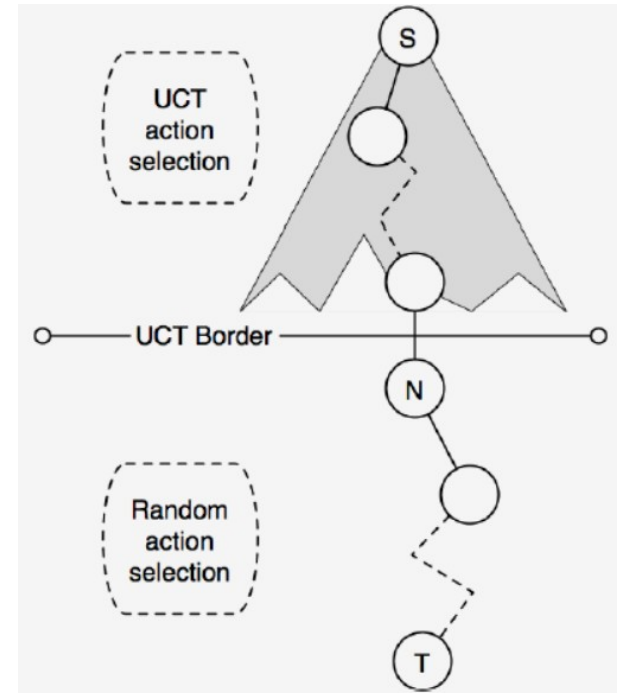 S
UCT
action
selection
UCT Border
N
Random
action
selection
T